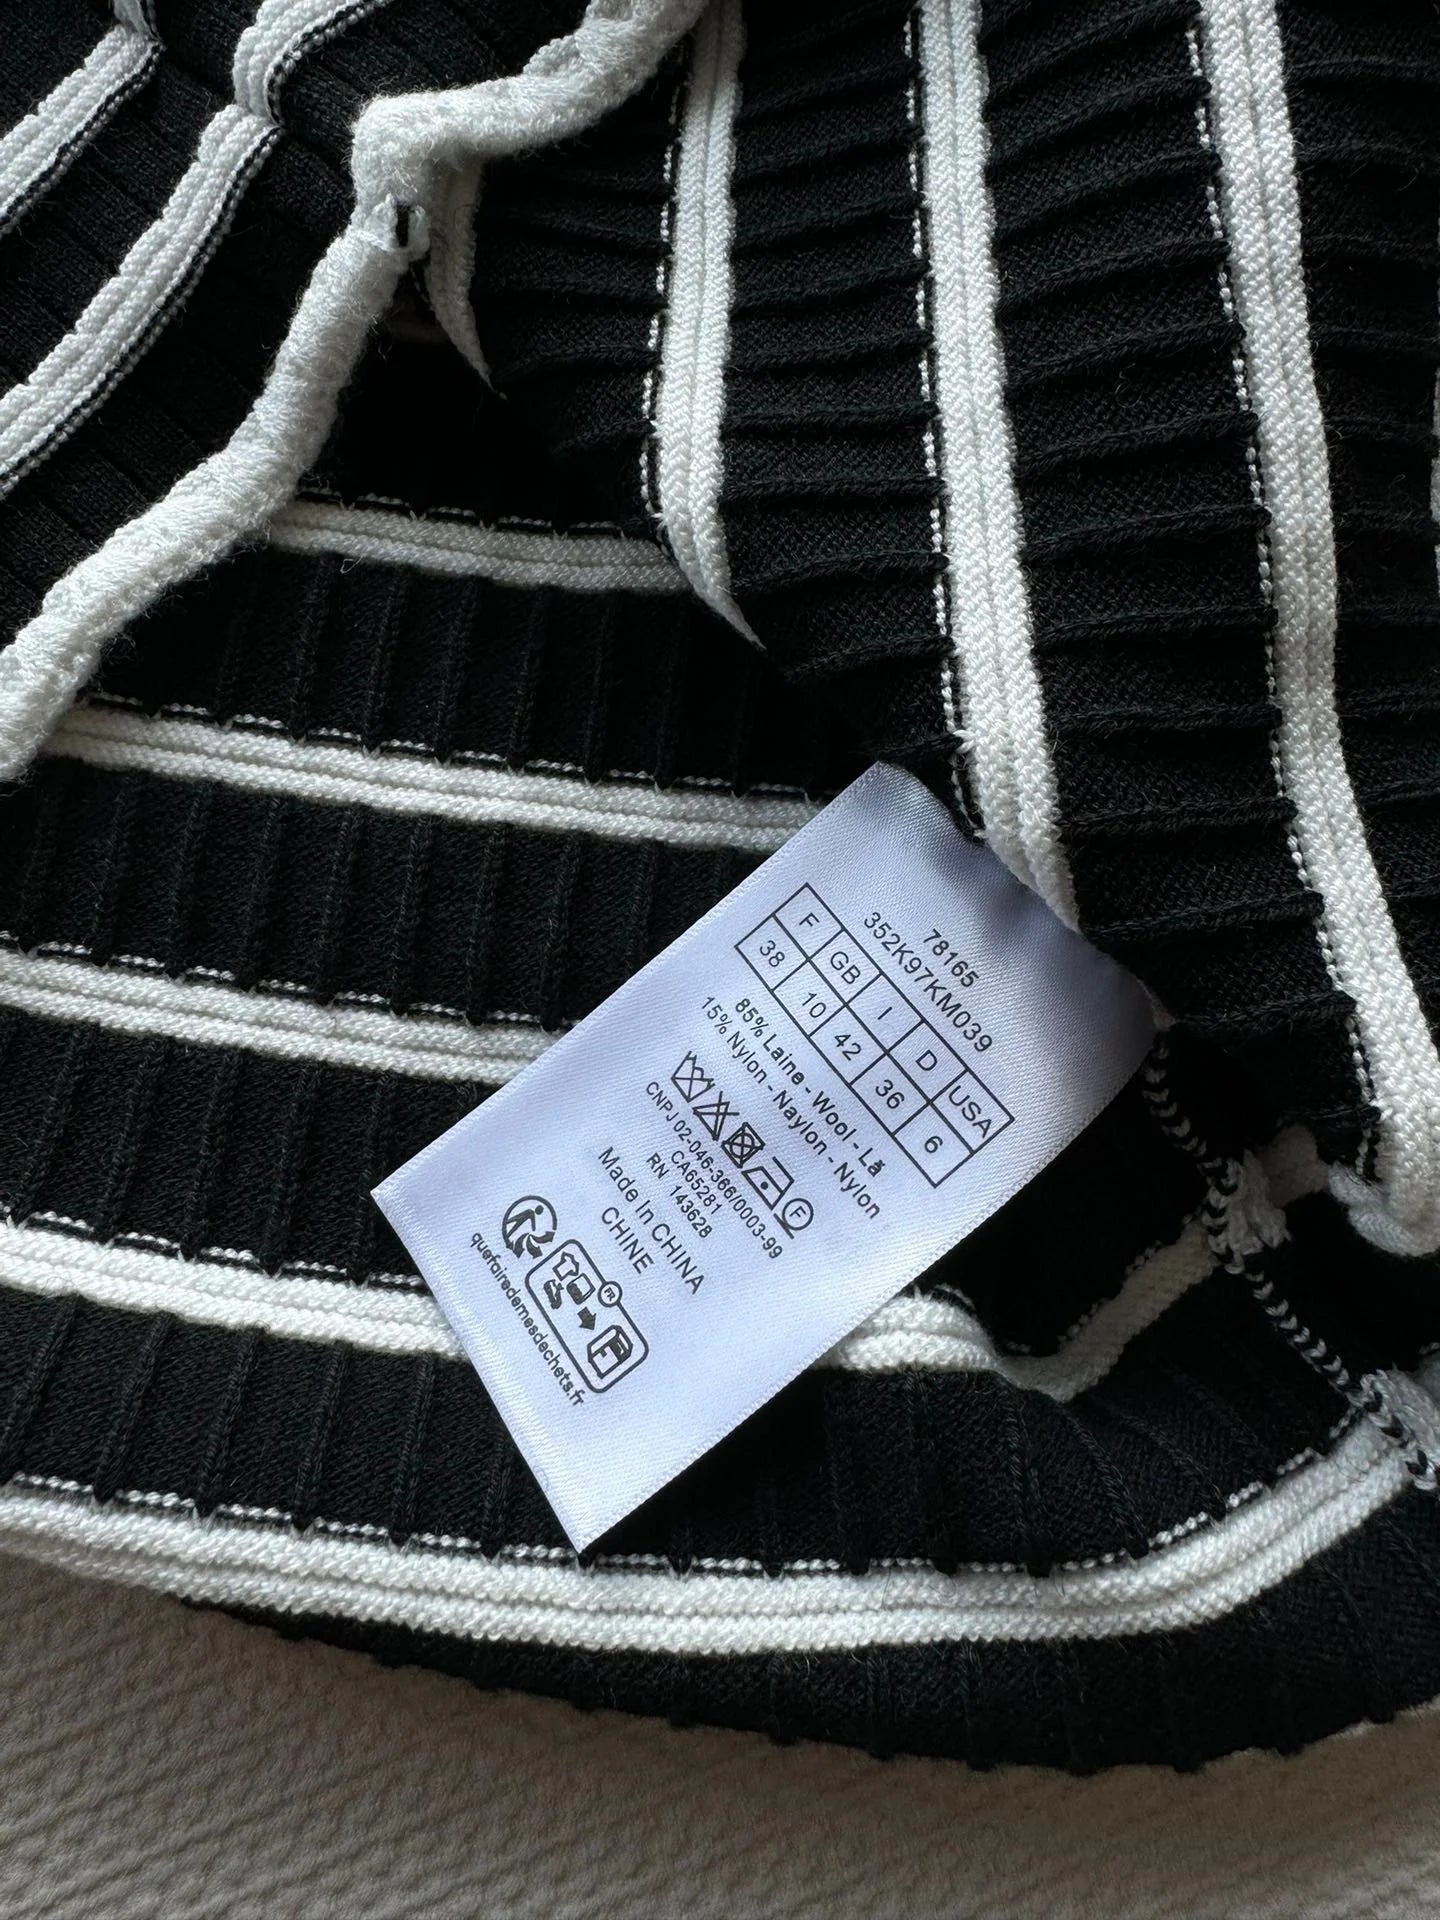 78165
352K97KM039
F GB I D USA
38 10 42 36 6
85% Laine - Wool - Lã
15% Nylon - Naylon - Nylon
F
CNPJ 02-046-366/0003-99
CA65281
RN 143628
Made In CHINA
CHINE
FR
quefairedemesdechets.fr